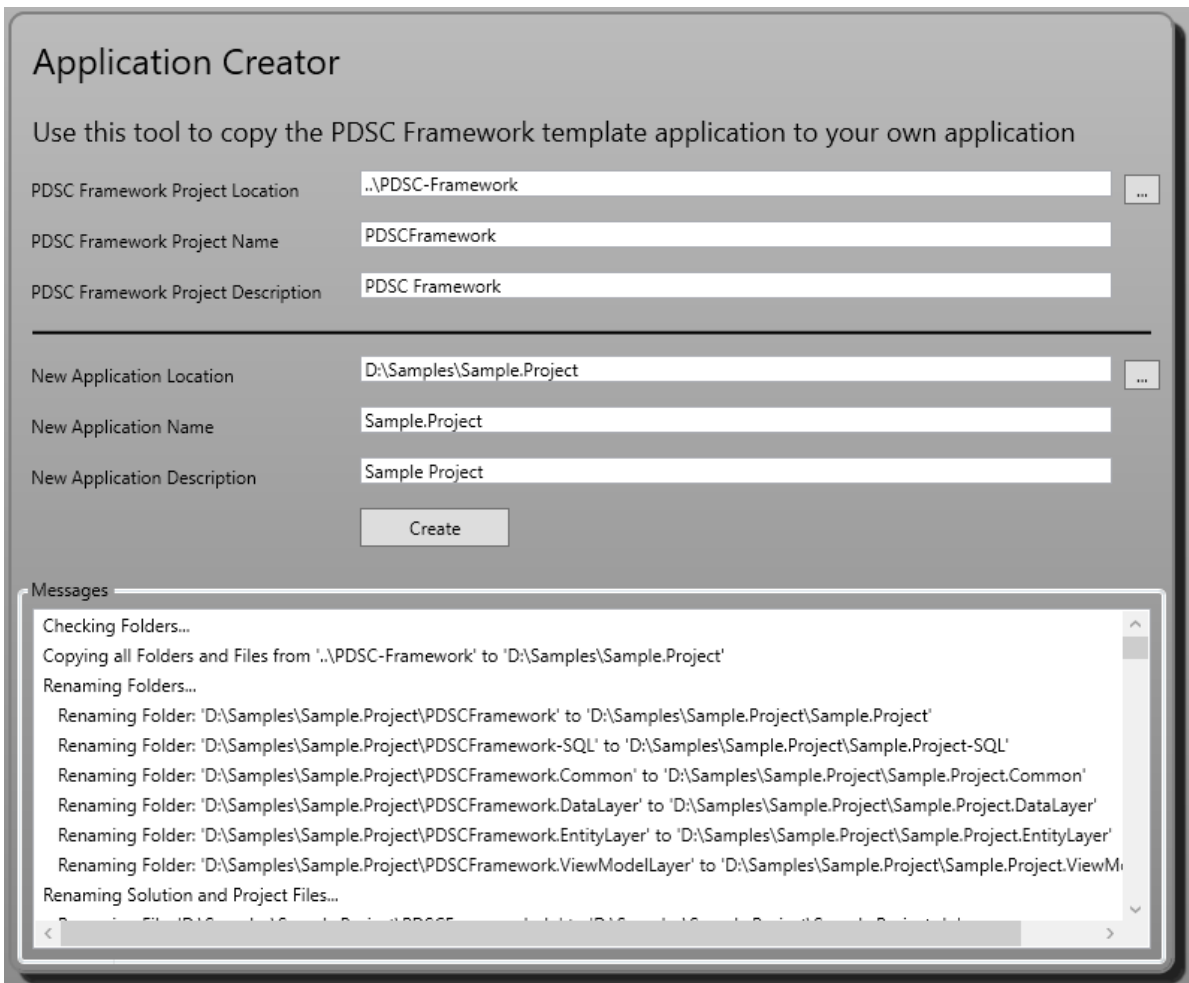 Application Creator
Use this tool to copy the PDSC Framework template application to your own application
PDSC Framework Project Location ..\PDSC-Framework ...
PDSC Framework Project Name PDSCFramework
PDSC Framework Project Description PDSC Framework
New Application Location D:\Samples\Sample.Project ...
New Application Name Sample.Project
New Application Description Sample Project
Create
Messages
Checking Folders...
Copying all Folders and Files from '..\PDSC-Framework' to 'D:\Samples\Sample.Project'
Renaming Folders...
Renaming Folder: 'D:\Samples\Sample.Project\PDSCFramework' to 'D:\Samples\Sample.Project\Sample.Project'
Renaming Folder: 'D:\Samples\Sample.Project\PDSCFramework-SQL' to 'D:\Samples\Sample.Project\Sample.Project-SQL'
Renaming Folder: 'D:\Samples\Sample.Project\PDSCFramework.Common' to 'D:\Samples\Sample.Project\Sample.Project.Common'
Renaming Folder: 'D:\Samples\Sample.Project\PDSCFramework.DataLayer' to 'D:\Samples\Sample.Project\Sample.Project.DataLayer'
Renaming Folder: 'D:\Samples\Sample.Project\PDSCFramework.EntityLayer' to 'D:\Samples\Sample.Project\Sample.Project.EntityLayer'
Renaming Folder: 'D:\Samples\Sample.Project\PDSCFramework.ViewModelLayer' to 'D:\Samples\Sample.Project\Sample.Project.ViewM
Renaming Solution and Project Files...